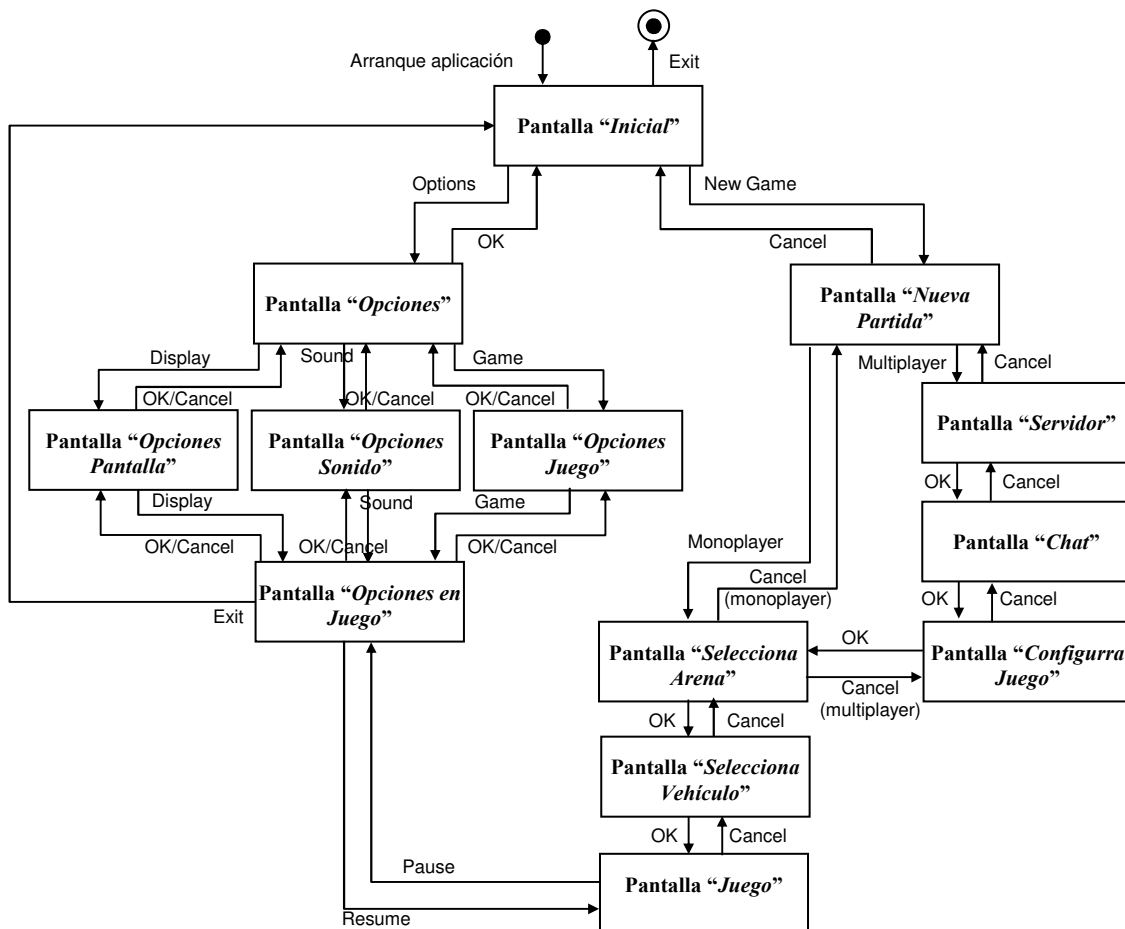 Arranque aplicación
Exit
Pantalla “Inicial”
Options
New Game
OK
Cancel
Pantalla “Opciones”
Pantalla “Nueva
Partida”
Display
Sound
Game
Multiplayer
Cancel
OK/Cancel
OK/Cancel
OK/Cancel
Pantalla “Opciones
Pantalla”
Pantalla “Opciones
Sonido”
Pantalla “Opciones
Juego”
Pantalla “Servidor”
OK
Cancel
Display
Sound
Game
OK/Cancel
OK/Cancel
OK/Cancel
Monoplayer
Pantalla “Chat”
Cancel
(monoplayer)
OK
Cancel
Pantalla “Opciones en
Juego”
Exit
Pantalla “Selecciona
Arena”
OK
Cancel
(multiplayer)
Pantalla “Configurra
Juego”
OK
Cancel
Pantalla “Selecciona
Vehículo”
OK
Cancel
Pause
Pantalla “Juego”
Resume